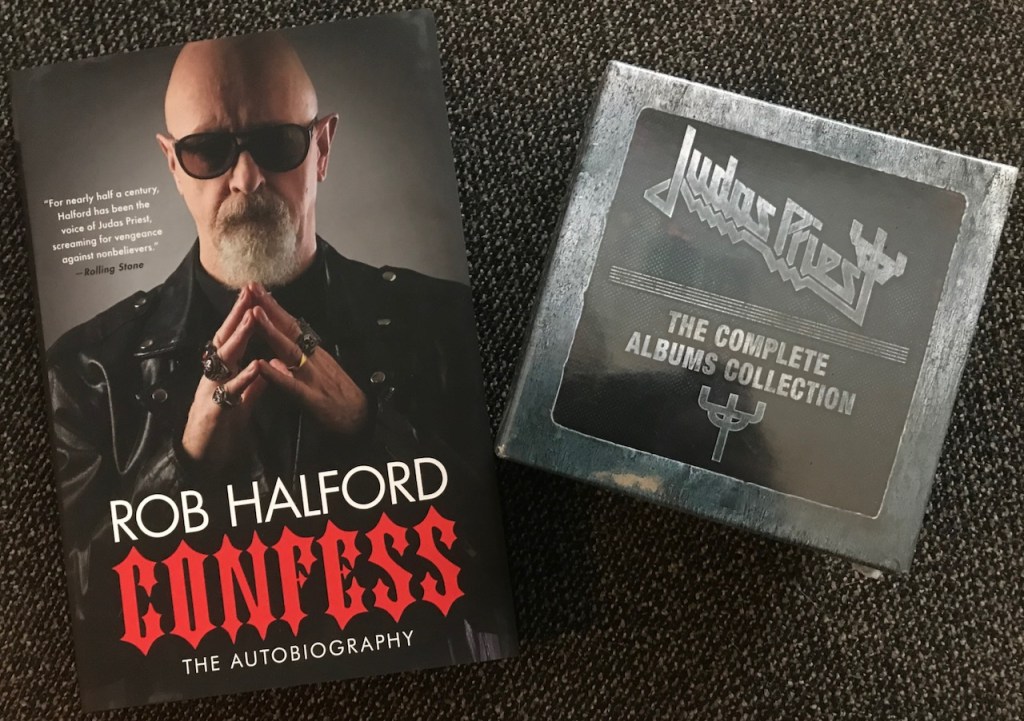 “For nearly half a century,
Halford has been the
voice of Judas Priest,
screaming for vengeance
against nonbelievers.”
—Rolling Stone
ROB HALFORD
CONFESS
THE AUTOBIOGRAPHY
Judas Priest
THE COMPLETE
ALBUMS COLLECTION